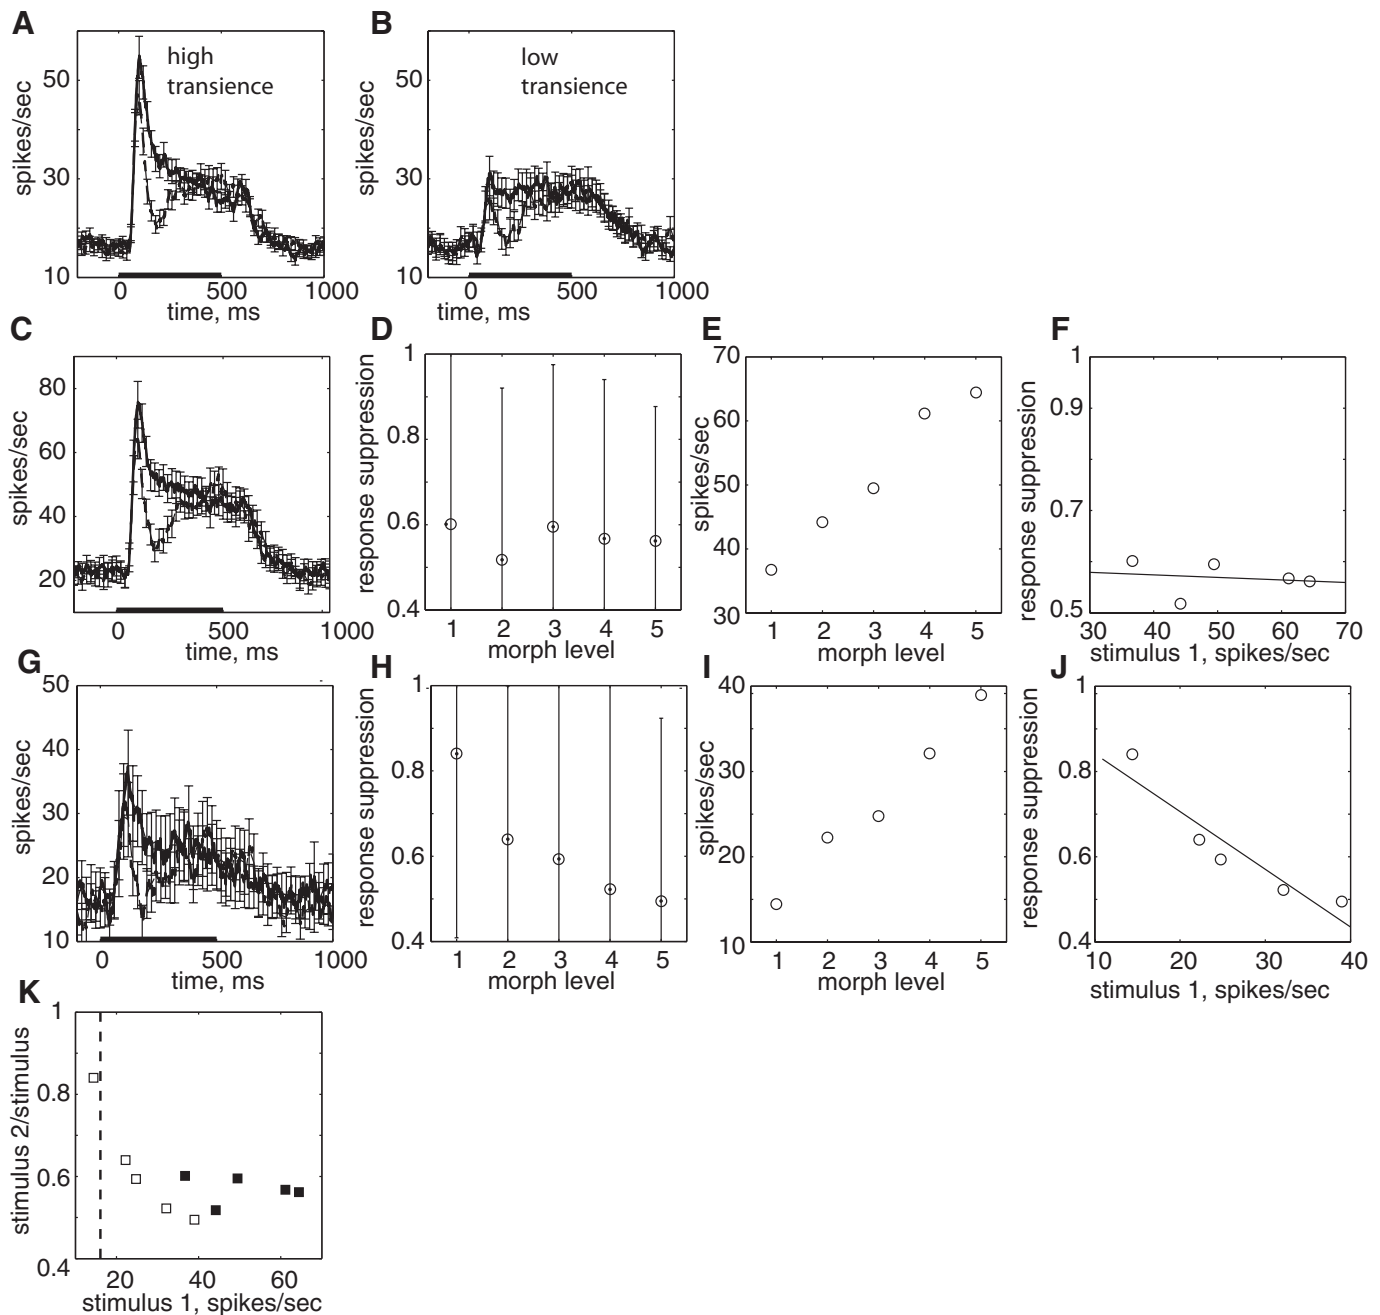 A
B
high
transience
low
transience
spikes/sec
50
30
10
0
500
1000
time, ms
spikes/sec
50
30
10
0
500
1000
time, ms
C
D
E
F
spikes/sec
80
60
40
20
0
500
1000
time, ms
response suppression
1
0.8
0.6
0.4
1 2 3 4 5
morph level
spikes/sec
70
60
50
40
30
1 2 3 4 5
morph level
response suppression
1
0.9
0.7
0.5
30 40 50 60 70
stimulus 1, spikes/sec
G
H
I
J
spikes/sec
50
40
30
20
10
0
500
1000
time, ms
response suppression
1
0.8
0.6
0.4
1 2 3 4 5
morph level
spikes/sec
40
30
20
10
1 2 3 4 5
morph level
response suppression
1
0.8
0.6
0.4
10 20 30 40
stimulus 1, spikes/sec
K
stimulus 2/stimulus
1
0.8
0.6
0.4
20 40 60
stimulus 1, spikes/sec